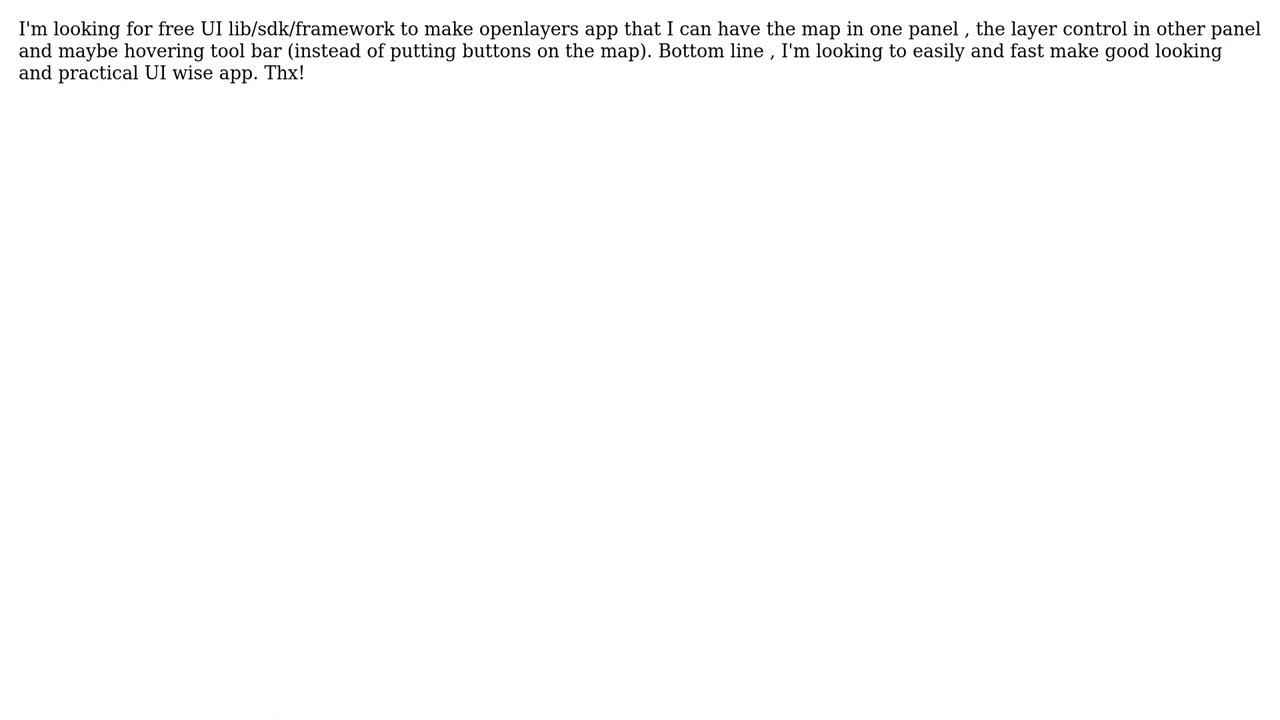 I'm looking for free UI lib/sdk/framework to make openlayers app that I can have the map in one panel , the layer control in other panel
and maybe hovering tool bar (instead of putting buttons on the map). Bottom line , I'm looking to easily and fast make good looking
and practical UI wise app. Thx!